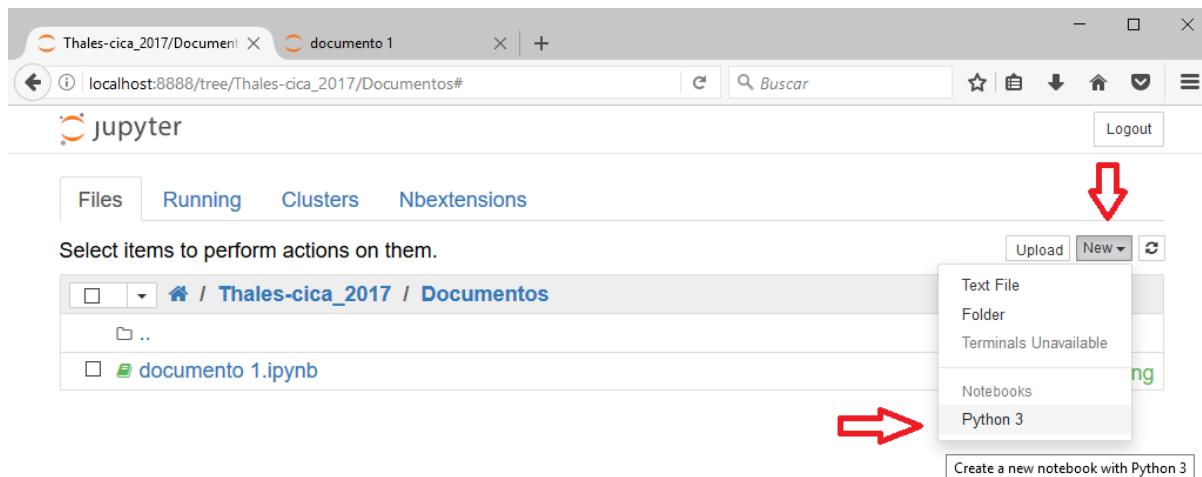 Thales-cica_2017/Document
documento 1
localhost:8888/tree/Thales-cica_2017/Documentos#
Buscar
jupyter
Logout
Files Running Clusters Nbextensions
Select items to perform actions on them.
Upload New
/ Thales-cica_2017 / Documentos
..
documento 1.ipynb
ng
Text File
Folder
Terminals Unavailable
Notebooks
Python 3
Create a new notebook with Python 3